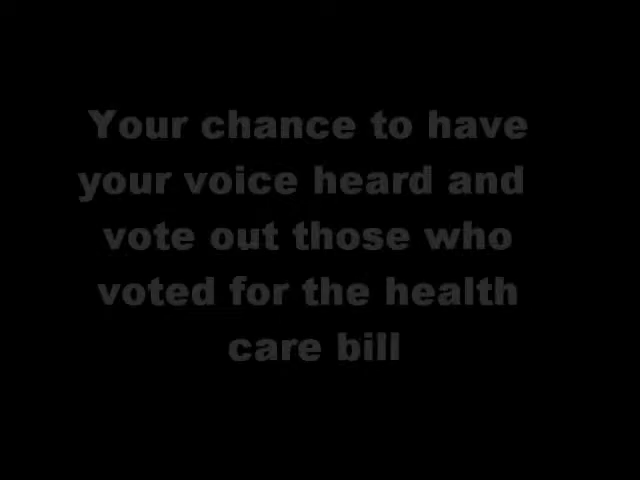 Your chance to have
your voice heard and
vote out those who
voted for the health
care bill